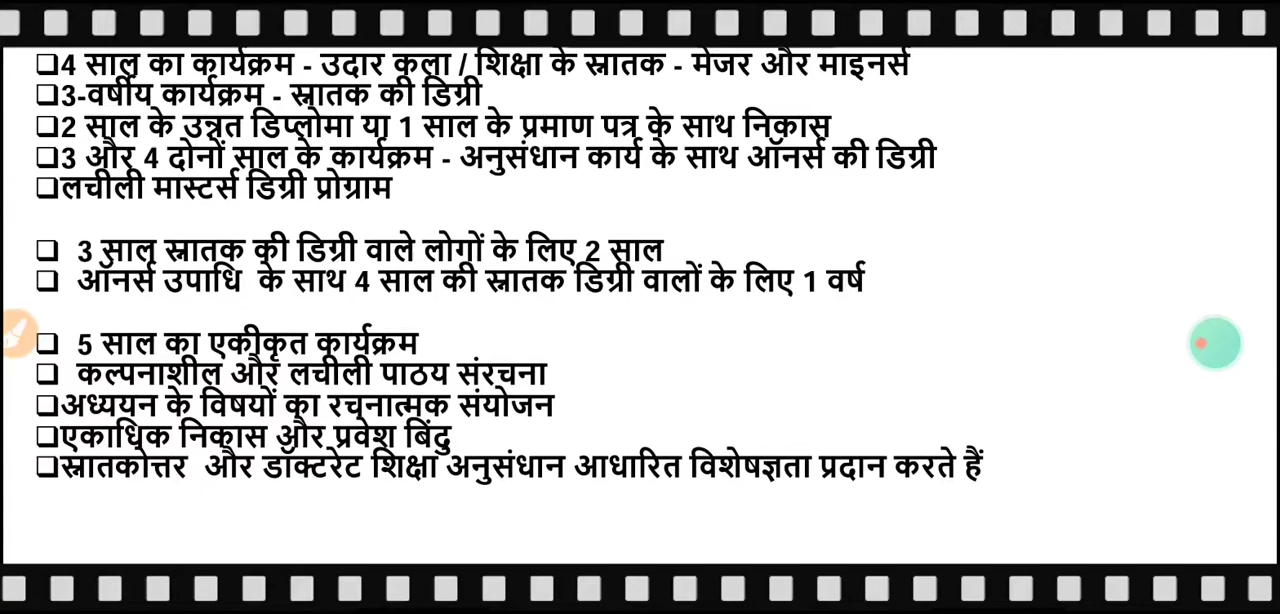 ❑4 साल का कार्यक्रम - उदार कला / शिक्षा के स्नातक - मेजर और माइनर्स
❑3-वर्षीय कार्यक्रम - स्नातक की डिग्री
❑2 साल के उन्नत डिप्लोमा या 1 साल के प्रमाण पत्र के साथ निकास
❑3 और 4 दोनों साल के कार्यक्रम - अनुसंधान कार्य के साथ ऑनर्स की डिग्री
❑लचीली मास्टर्स डिग्री प्रोग्राम
❑ 3 साल स्नातक की डिग्री वाले लोगों के लिए 2 साल
❑ ऑनर्स उपाधि के साथ 4 साल की स्नातक डिग्री वालों के लिए 1 वर्ष
❑ 5 साल का एकीकृत कार्यक्रम
❑ कल्पनाशील और लचीली पाठय संरचना
❑अध्ययन के विषयों का रचनात्मक संयोजन
❑एकाधिक निकास और प्रवेश बिंदु
❑स्नातकोत्तर और डॉक्टरेट शिक्षा अनुसंधान आधारित विशेषज्ञता प्रदान करते हैं